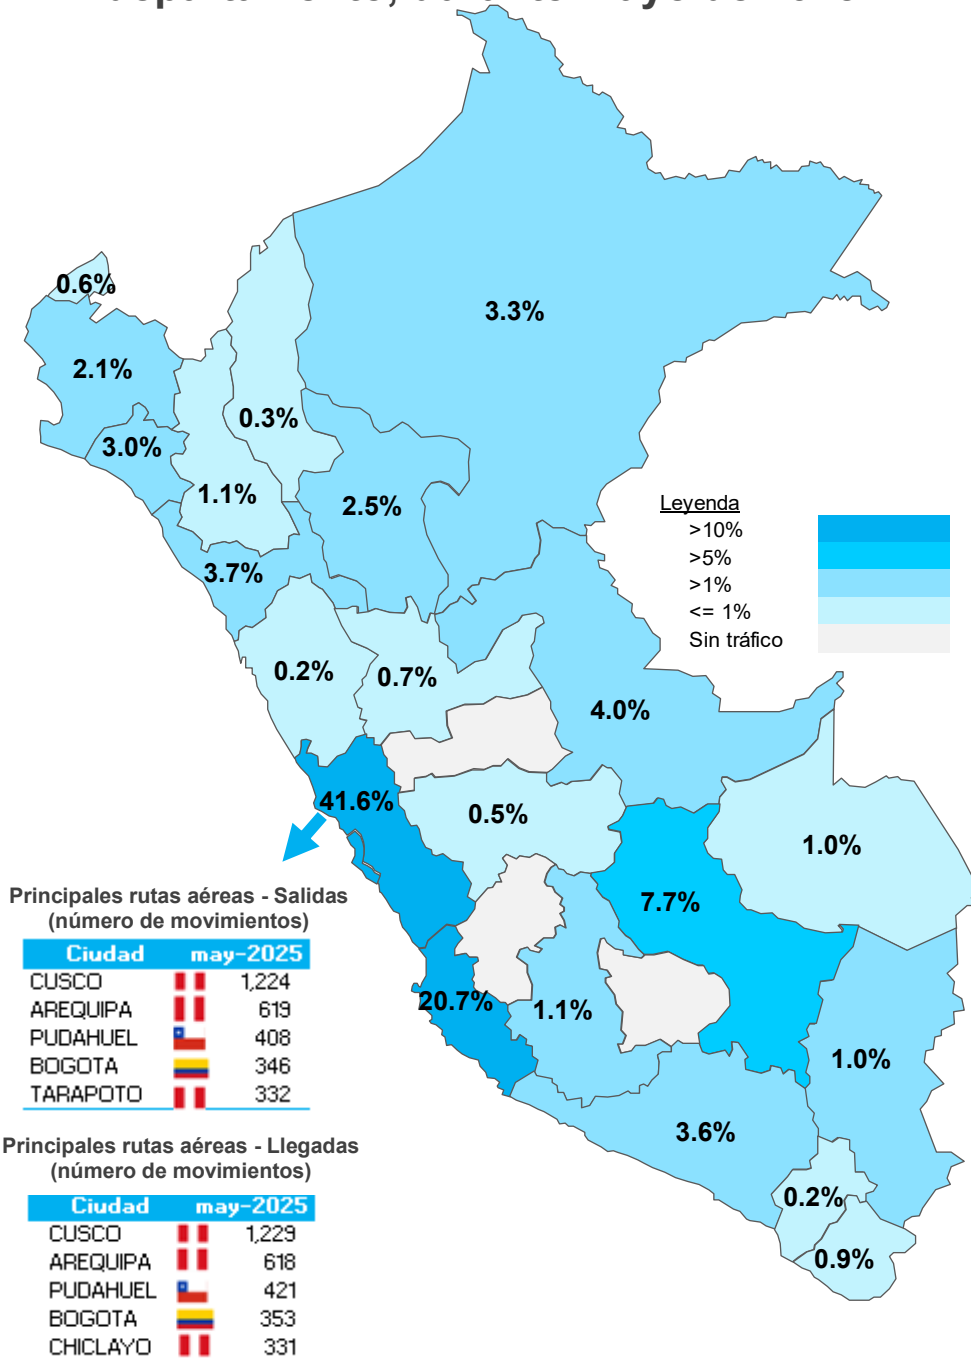 0.6%
3.3%
2.1%
0.3%
3.0%
1.1%
2.5%
Leyenda
>10%
>5%
>1%
<= 1%
Sin tráfico
3.7%
0.2%
0.7%
4.0%
41.6%
0.5%
1.0%
7.7%
20.7%
1.1%
1.0%
3.6%
0.2%
0.9%
Principales rutas aéreas - Salidas
(número de movimientos)
Ciudad may-2025
CUSCO 1,224
AREQUIPA 619
PUDAHUEL 408
BOGOTA 346
TARAPOTO 332
Principales rutas aéreas - Llegadas
(número de movimientos)
Ciudad may-2025
CUSCO 1,229
AREQUIPA 618
PUDAHUEL 421
BOGOTA 353
CHICLAYO 331